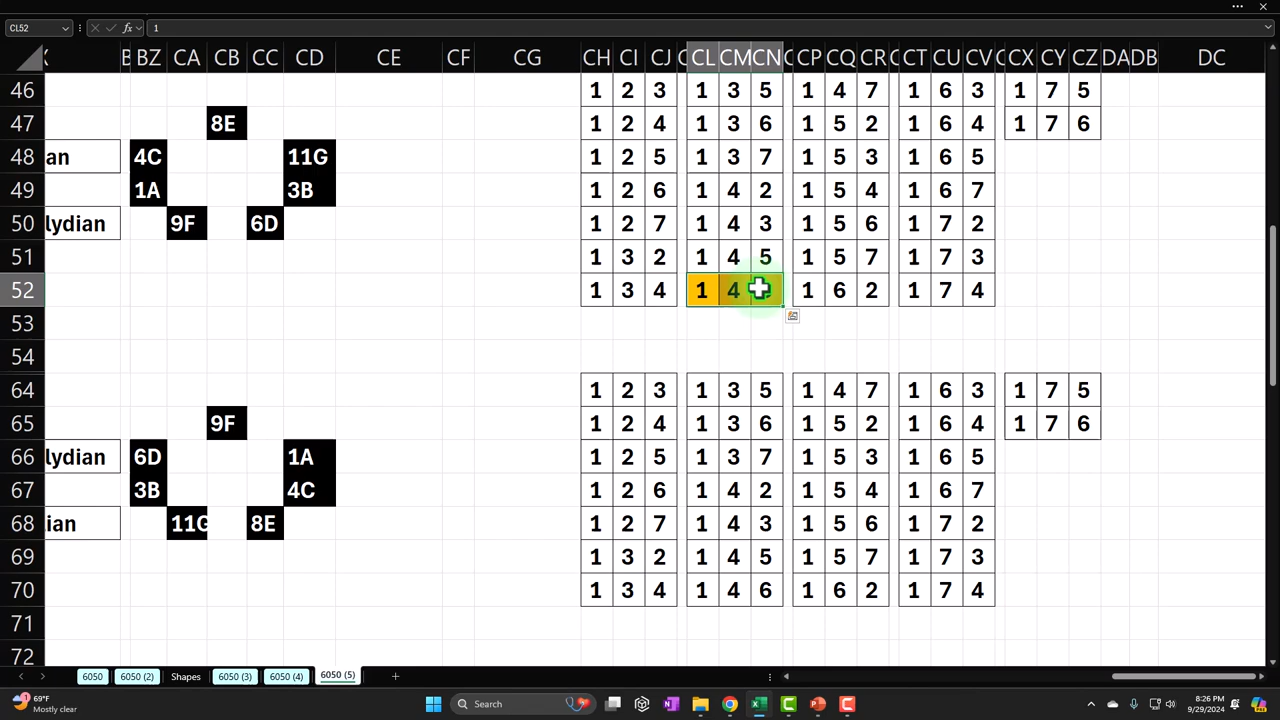 CL52 fx 1
X B BZ CA CB CC CD CE CF CG CH CI CJ C CL CM CN C CP CQ CR C CT CU CV C CX CY CZ DA DB DC
46 1 2 3 1 3 5 1 4 7 1 6 3 1 7 5
47 8E 1 2 4 1 3 6 1 5 2 1 6 4 1 7 6
48 an 4C 11G 1 2 5 1 3 7 1 5 3 1 6 5
49 1A 3B 1 2 6 1 4 2 1 5 4 1 6 7
50 lydian 9F 6D 1 2 7 1 4 3 1 5 6 1 7 2
51 1 3 2 1 4 5 1 5 7 1 7 3
52 1 3 4 1 4 1 6 2 1 7 4
53
54
64 1 2 3 1 3 5 1 4 7 1 6 3 1 7 5
65 9F 1 2 4 1 3 6 1 5 2 1 6 4 1 7 6
66 lydian 6D 1A 1 2 5 1 3 7 1 5 3 1 6 5
67 3B 4C 1 2 6 1 4 2 1 5 4 1 6 7
68 ian 11G 8E 1 2 7 1 4 3 1 5 6 1 7 2
69 1 3 2 1 4 5 1 5 7 1 7 3
70 1 3 4 1 4 6 1 6 2 1 7 4
71
72
6050 6050 (2) Shapes 6050 (3) 6050 (4) 6050 (5)
69°F
Mostly clear
Search
8:26 PM
9/29/2024